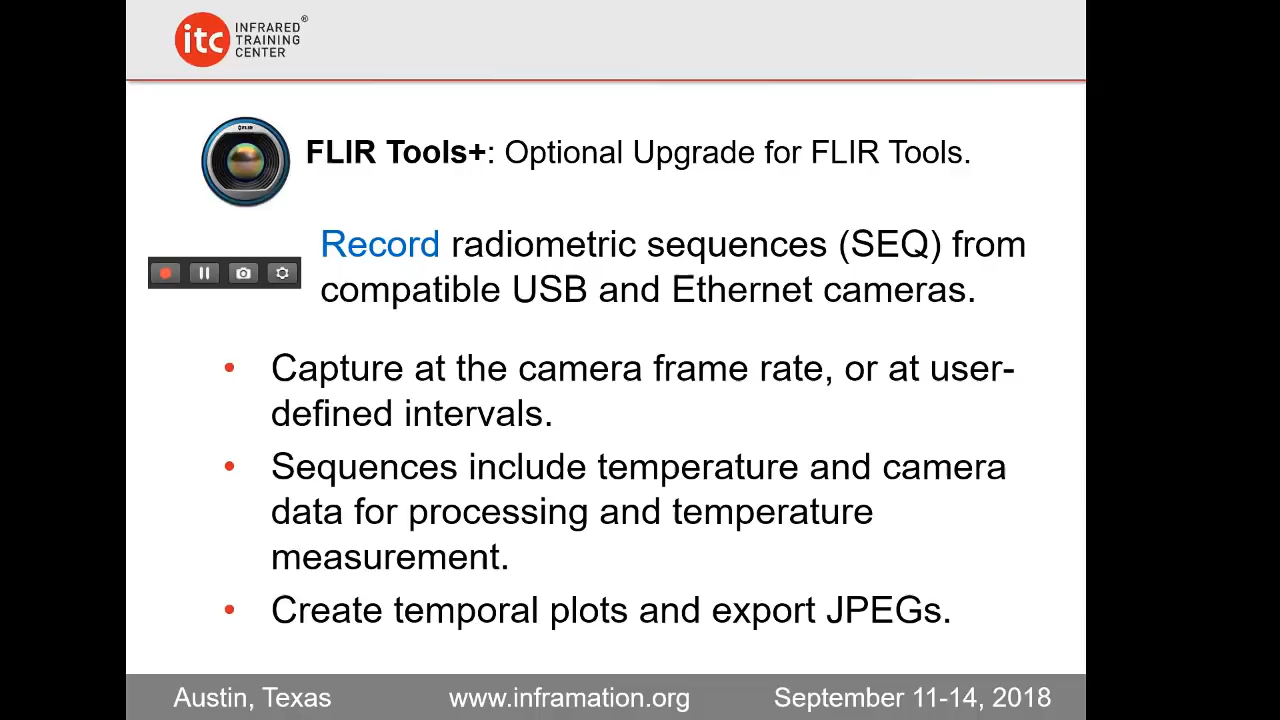 itc INFRARED®
TRAINING
CENTER
FLIR
FLIR Tools+: Optional Upgrade for FLIR Tools.
Record radiometric sequences (SEQ) from
compatible USB and Ethernet cameras.
• Capture at the camera frame rate, or at user-
defined intervals.
• Sequences include temperature and camera
data for processing and temperature
measurement.
• Create temporal plots and export JPEGs.
Austin, Texas www.inframation.org September 11-14, 2018